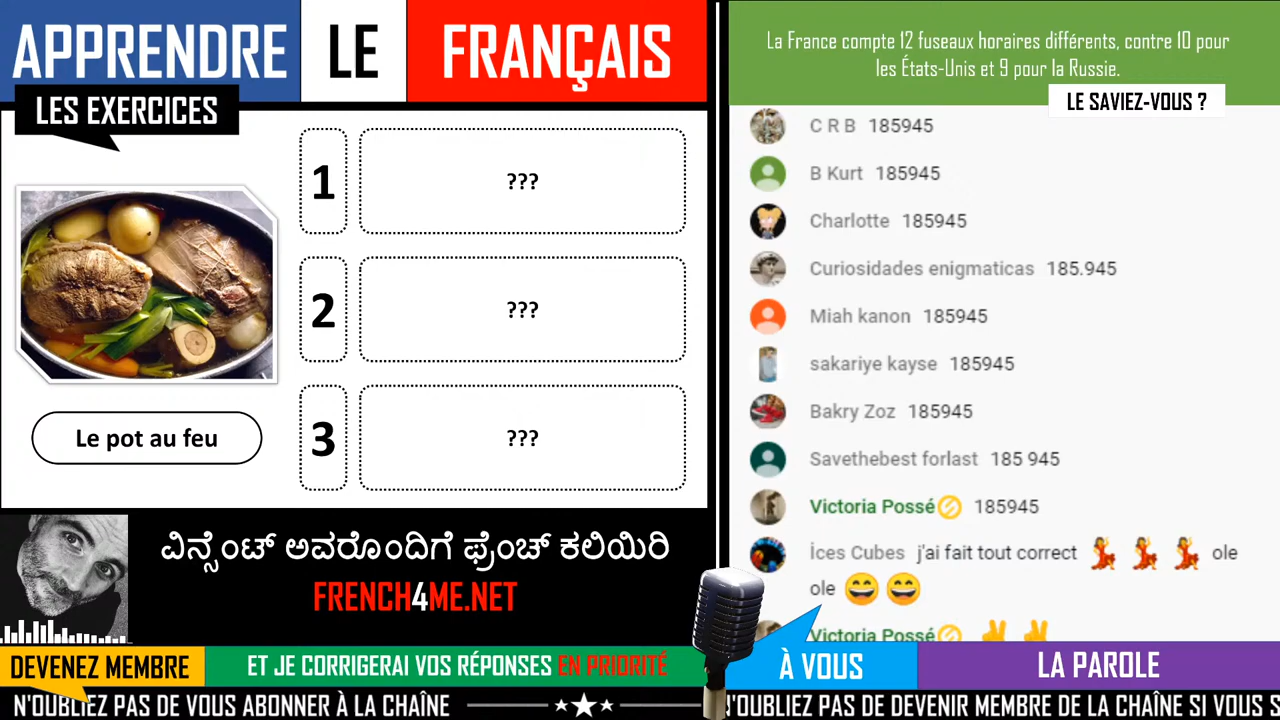 APPRENDRE LE FRANÇAIS
LES EXERCICES
1 ???
2 ???
3 ???
Le pot au feu
ವಿನ್ಸೆಂಟ್ ಅವರೊಂದಿಗೆ ಫ್ರೆಂಚ್ ಕಲಿಯಿರಿ
FRENCH4ME.NET
DEVENEZ MEMBRE
ET JE CORRIGERAI VOS RÉPONSES EN PRIORITÉ
N'OUBLIEZ PAS DE VOUS ABONNER À LA CHAÎNE
La France compte 12 fuseaux horaires différents, contre 10 pour
les États-Unis et 9 pour la Russie.
LE SAVIEZ-VOUS ?
C R B 185945
B Kurt 185945
Charlotte 185945
Curiosidades enigmaticas 185.945
Miah kanon 185945
sakariye kayse 185945
Bakry Zoz 185945
Savethebest forlast 185 945
Victoria Possé 185945
İces Cubes j'ai fait tout correct 💃 💃 💃 ole
ole 😄 😄
Victoria Possé ✌ ✌
À VOUS
LA PAROLE
N'OUBLIEZ PAS DE DEVENIR MEMBRE DE LA CHAÎNE SI VOUS S